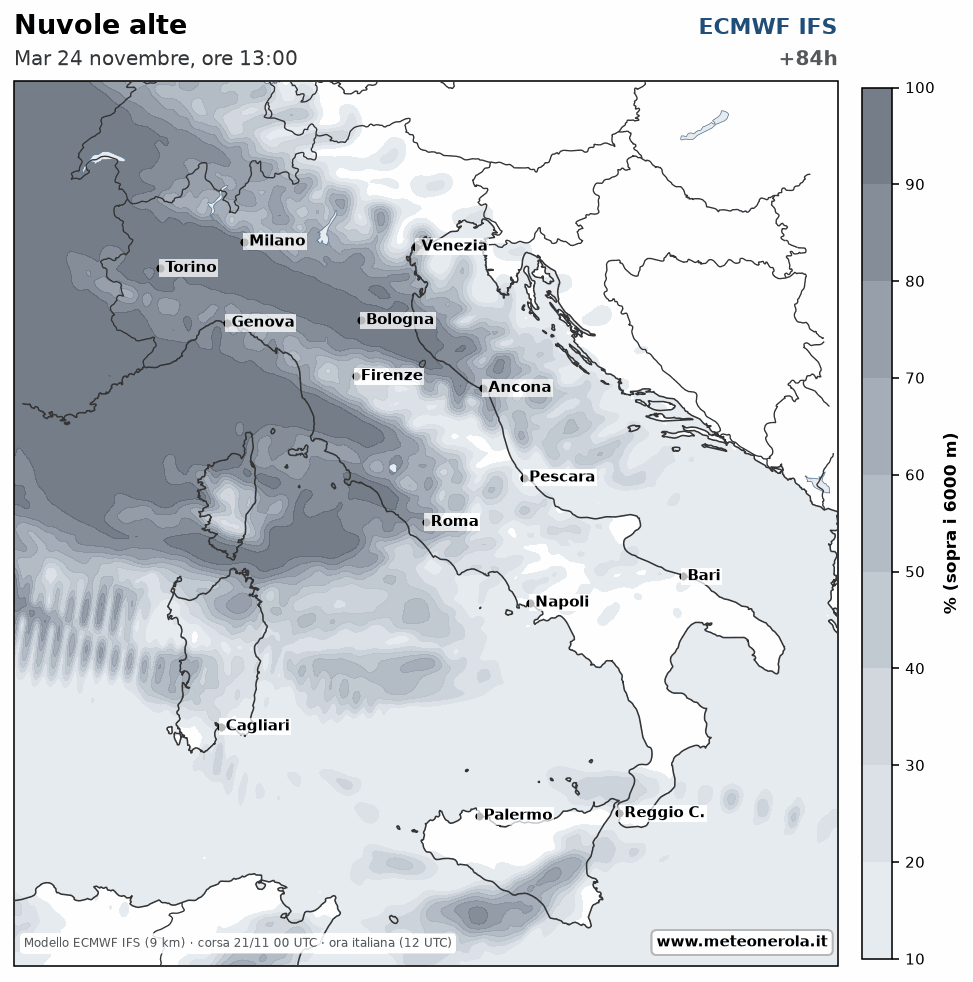 Nuvole alte
ECMWF IFS
Mar 24 novembre, ore 13:00
+84h
Milano
Venezia
Torino
Bologna
Genova
Firenze
Ancona
Pescara
Roma
Bari
Napoli
Cagliari
Palermo
Reggio C.
100
90
80
70
60
50
40
30
20
10
% (sopra i 6000 m)
Modello ECMWF IFS (9 km) · corsa 21/11 00 UTC · ora italiana (12 UTC)
www.meteonerola.it